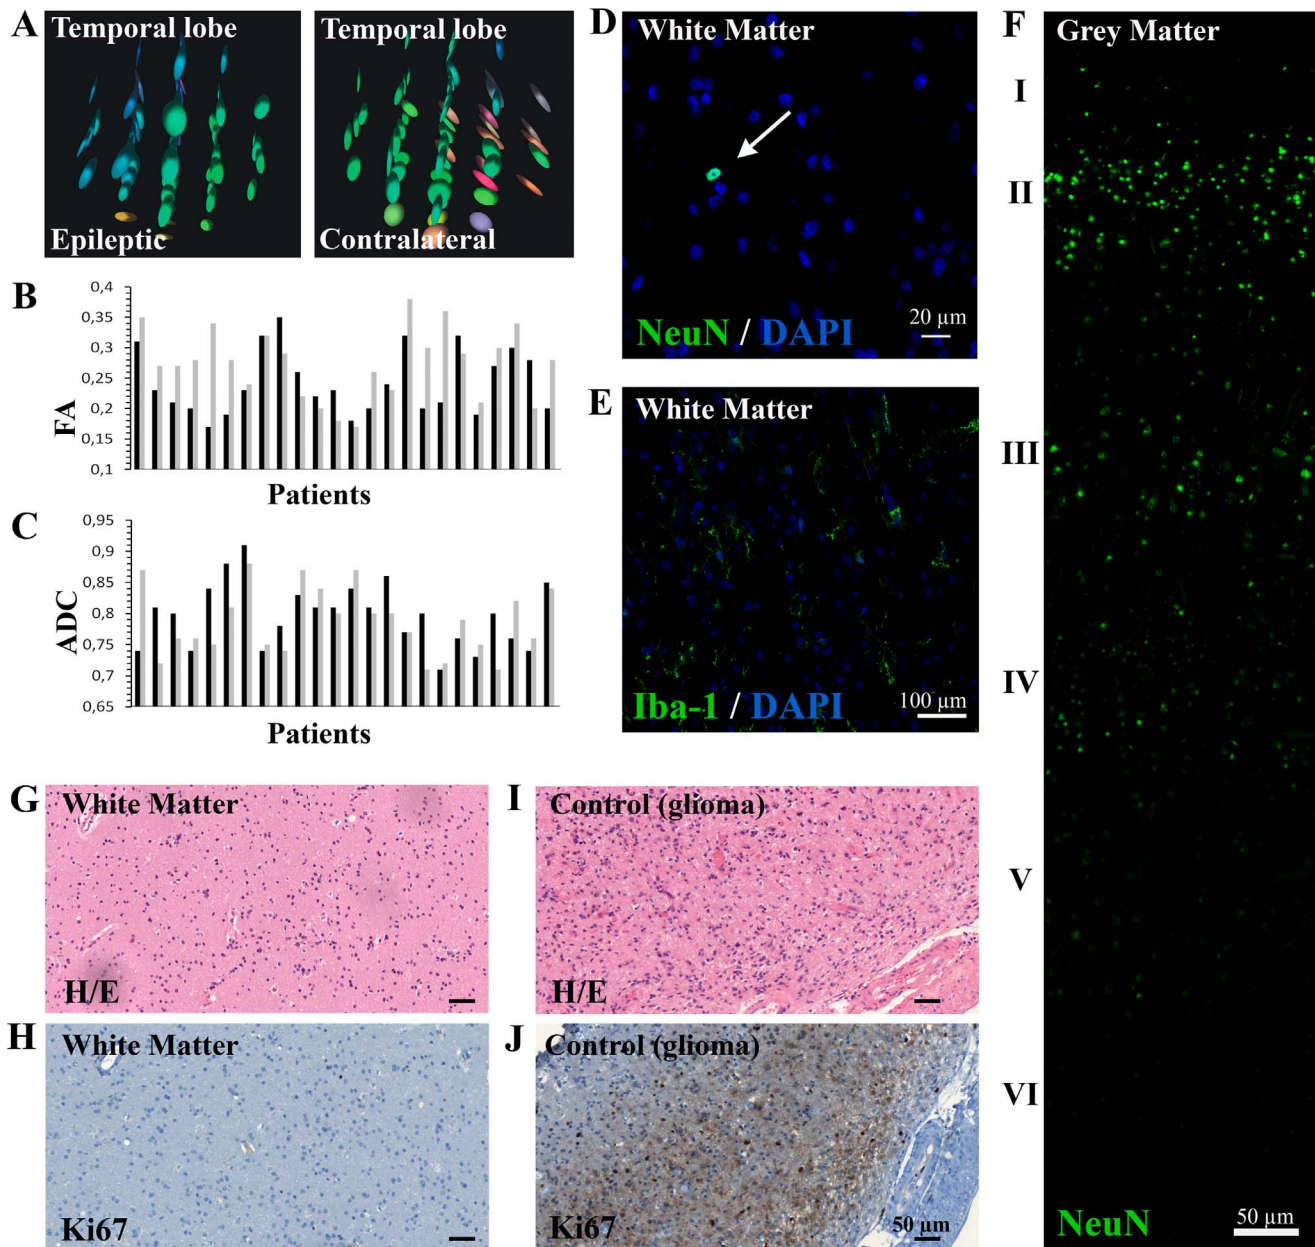 A
Temporal lobe
Epileptic
Temporal lobe
Contralateral
B
FA
0,4
0,35
0,3
0,25
0,2
0,15
0,1
Patients
C
ADC
0,95
0,9
0,85
0,8
0,75
0,7
0,65
Patients
D
White Matter
NeuN / DAPI
20 µm
E
White Matter
Iba-1 / DAPI
100 µm
F
Grey Matter
I
II
III
IV
V
VI
NeuN
50 µm
G
White Matter
H/E
H
White Matter
Ki67
I
Control (glioma)
H/E
J
Control (glioma)
Ki67
50 µm